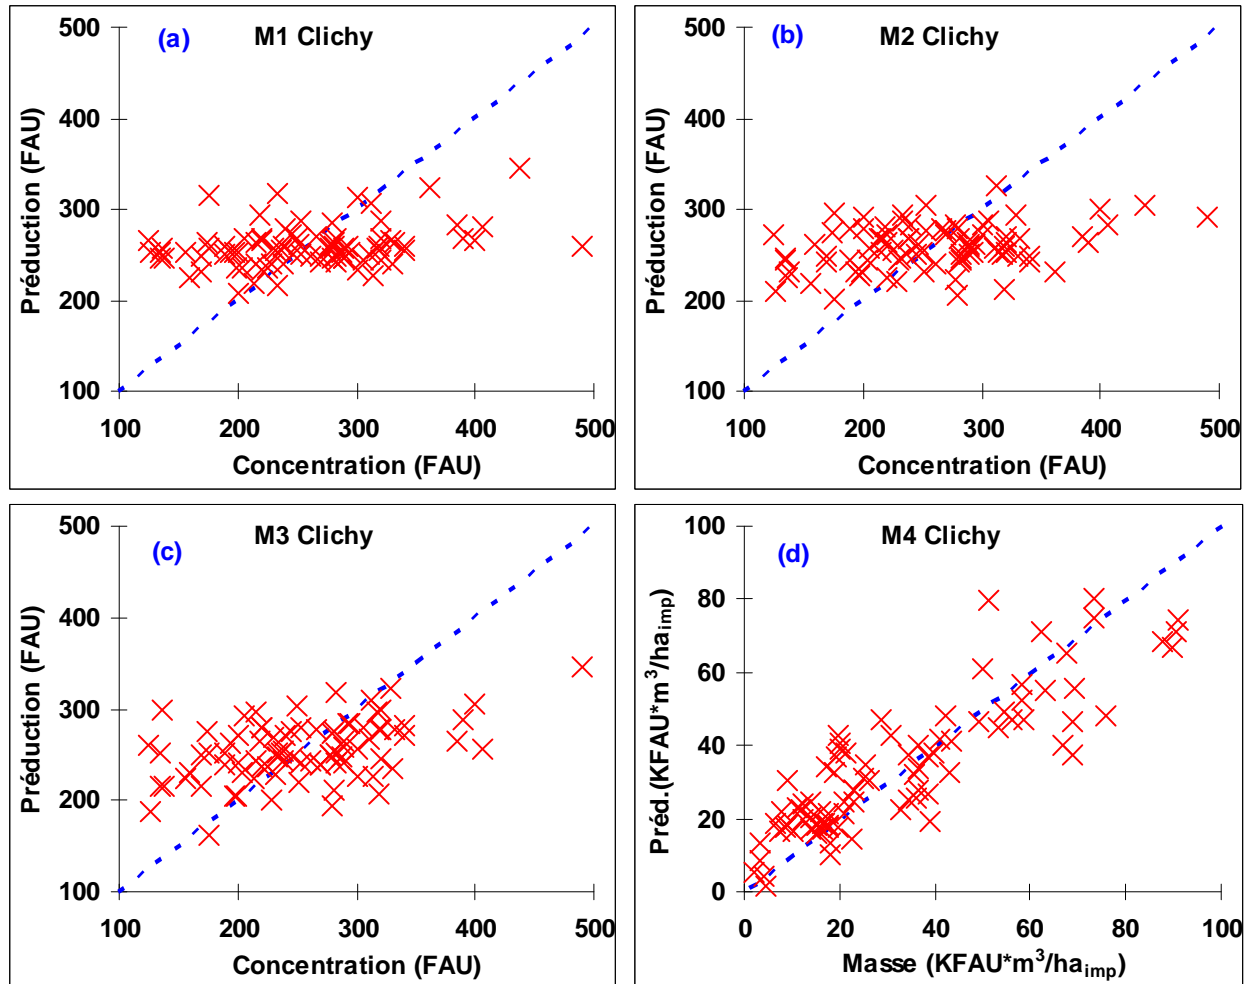 (a) M1 Clichy
Préduction (FAU)
500
400
300
200
100
100 200 300 400 500
Concentration (FAU)
(b) M2 Clichy
Préduction (FAU)
500
400
300
200
100
100 200 300 400 500
Concentration (FAU)
(c) M3 Clichy
Préduction (FAU)
500
400
300
200
100
100 200 300 400 500
Concentration (FAU)
(d) M4 Clichy
Préd.(KFAU*m³/ha_imp)
100
80
60
40
20
0
0 20 40 60 80 100
Masse (KFAU*m³/ha_imp)